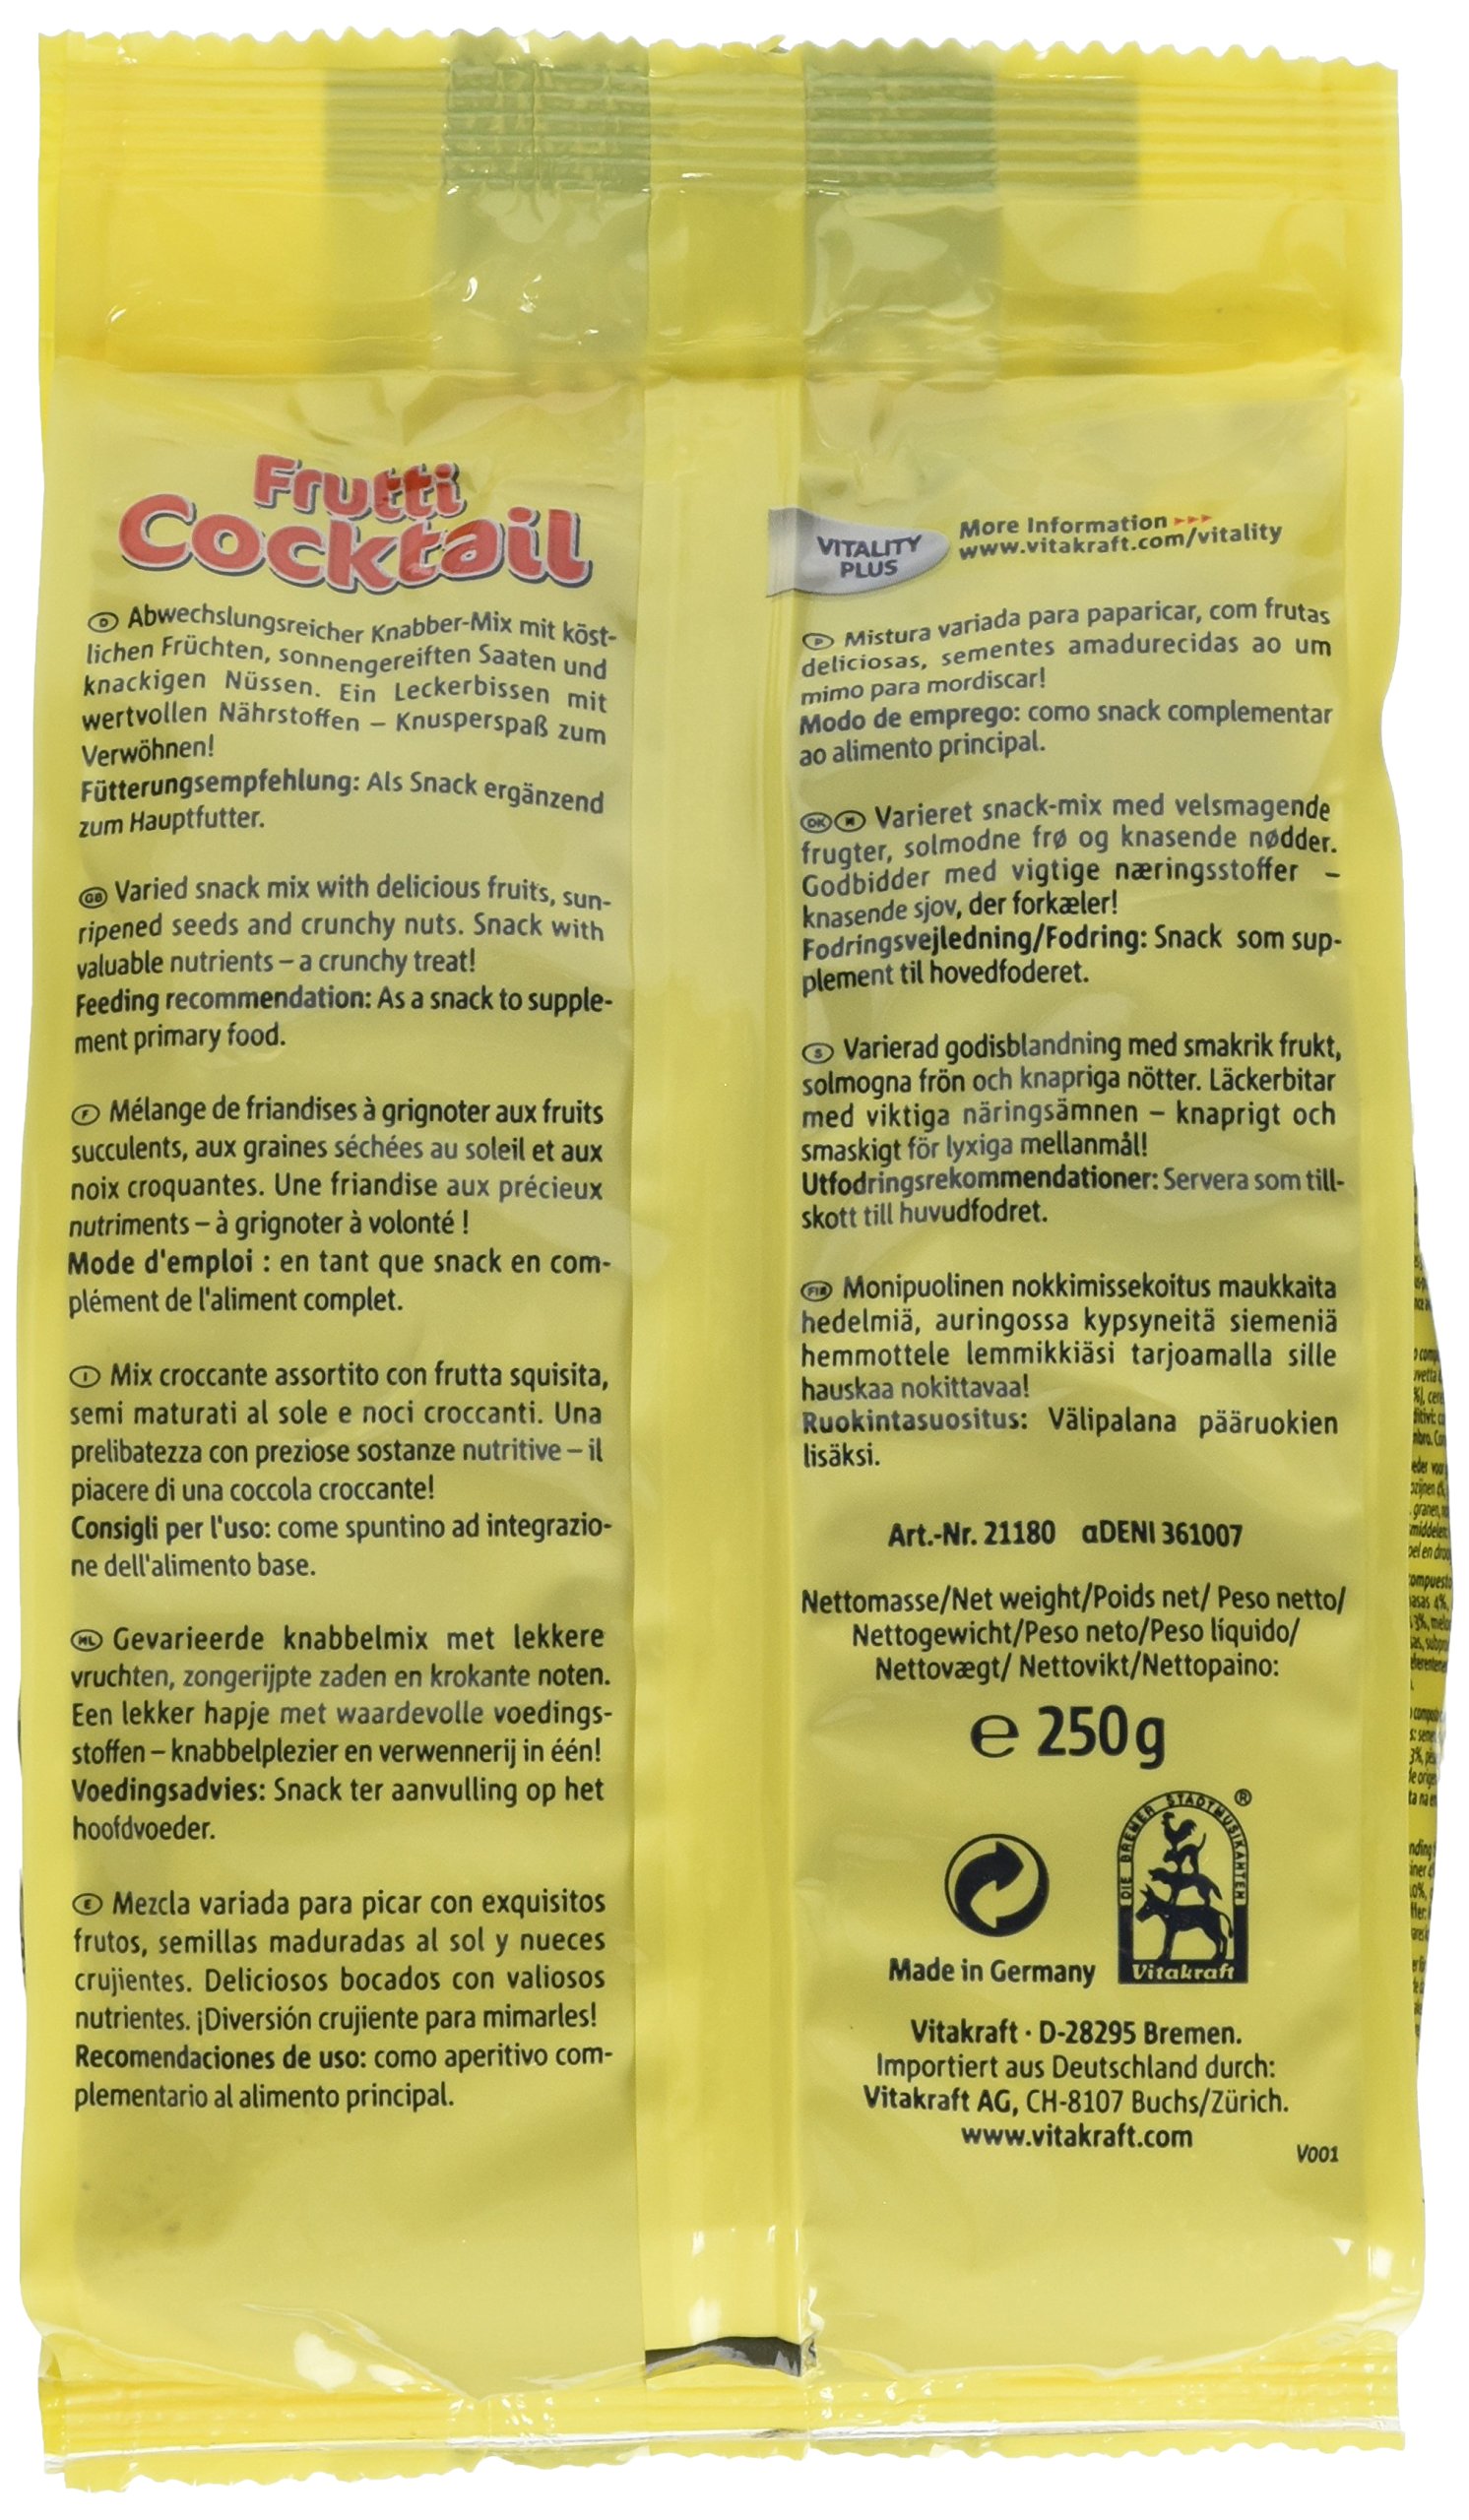 Frutti
Cocktail
D Abwechslungsreicher Knabber-Mix mit köst-
lichen Früchten, sonnengereiften Saaten und
knackigen Nüssen. Ein Leckerbissen mit
wertvollen Nährstoffen – Knusperspaß zum
Verwöhnen!
Fütterungsempfehlung: Als Snack ergänzend
zum Hauptfutter.
GB Varied snack mix with delicious fruits, sun-
ripened seeds and crunchy nuts. Snack with
valuable nutrients – a crunchy treat!
Feeding recommendation: As a snack to supple-
ment primary food.
F Mélange de friandises à grignoter aux fruits
succulents, aux graines séchées au soleil et aux
noix croquantes. Une friandise aux précieux
nutriments – à grignoter à volonté !
Mode d'emploi : en tant que snack en com-
plément de l'aliment complet.
I Mix croccante assortito con frutta squisita,
semi maturati al sole e noci croccanti. Una
prelibatezza con preziose sostanze nutritive – il
piacere di una coccola croccante!
Consigli per l'uso: come spuntino ad integrazio-
ne dell'alimento base.
NL Gevarieerde knabbelmix met lekkere
vruchten, zongerijpte zaden en krokante noten.
Een lekker hapje met waardevolle voedings-
stoffen – knabbelplezier en verwennerij in één!
Voedingsadvies: Snack ter aanvulling op het
hoofdvoeder.
E Mezcla variada para picar con exquisitos
frutos, semillas maduradas al sol y nueces
crujientes. Deliciosos bocados con valiosos
nutrientes. ¡Diversión crujiente para mimarles!
Recomendaciones de uso: como aperitivo com-
plementario al alimento principal.
VITALITY
PLUS
More Information
www.vitakraft.com/vitality
P Mistura variada para paparicar, com frutas
deliciosas, sementes amadurecidas ao um
mimo para mordiscar!
Modo de emprego: como snack complementar
ao alimento principal.
DK N Varieret snack-mix med velsmagende
frugter, solmodne frø og knasende nødder.
Godbidder med vigtige næringsstoffer –
knasende sjov, der forkæler!
Fodringsvejledning/Fodring: Snack som sup-
plement til hovedfoderet.
S Varierad godisblandning med smakrik frukt,
solmogna frön och knapriga nötter. Läckerbitar
med viktiga näringsämnen – knaprigt och
smaskigt för lyxiga mellanmål!
Utfodringsrekommendationer: Servera som till-
skott till huvudfodret.
FIN Monipuolinen nokkimissekoitus maukkaita
hedelmiä, auringossa kypsyneitä siemeniä
hemmottele lemmikkiäsi tarjoamalla sille
hauskaa nokittavaa!
Ruokintasuositus: Välipalana pääruokien
lisäksi.
Art.-Nr. 21180 αDENI 361007
Nettomasse/Net weight/Poids net/ Peso netto/
Nettogewicht/Peso neto/Peso líquido/
Nettovægt/ Nettovikt/Nettopaino:
e 250g
DIE BREMER STADTMUSIKANTEN ®
Vitakraft
Made in Germany
Vitakraft · D-28295 Bremen.
Importiert aus Deutschland durch:
Vitakraft AG, CH-8107 Buchs/Zürich.
www.vitakraft.com
V001